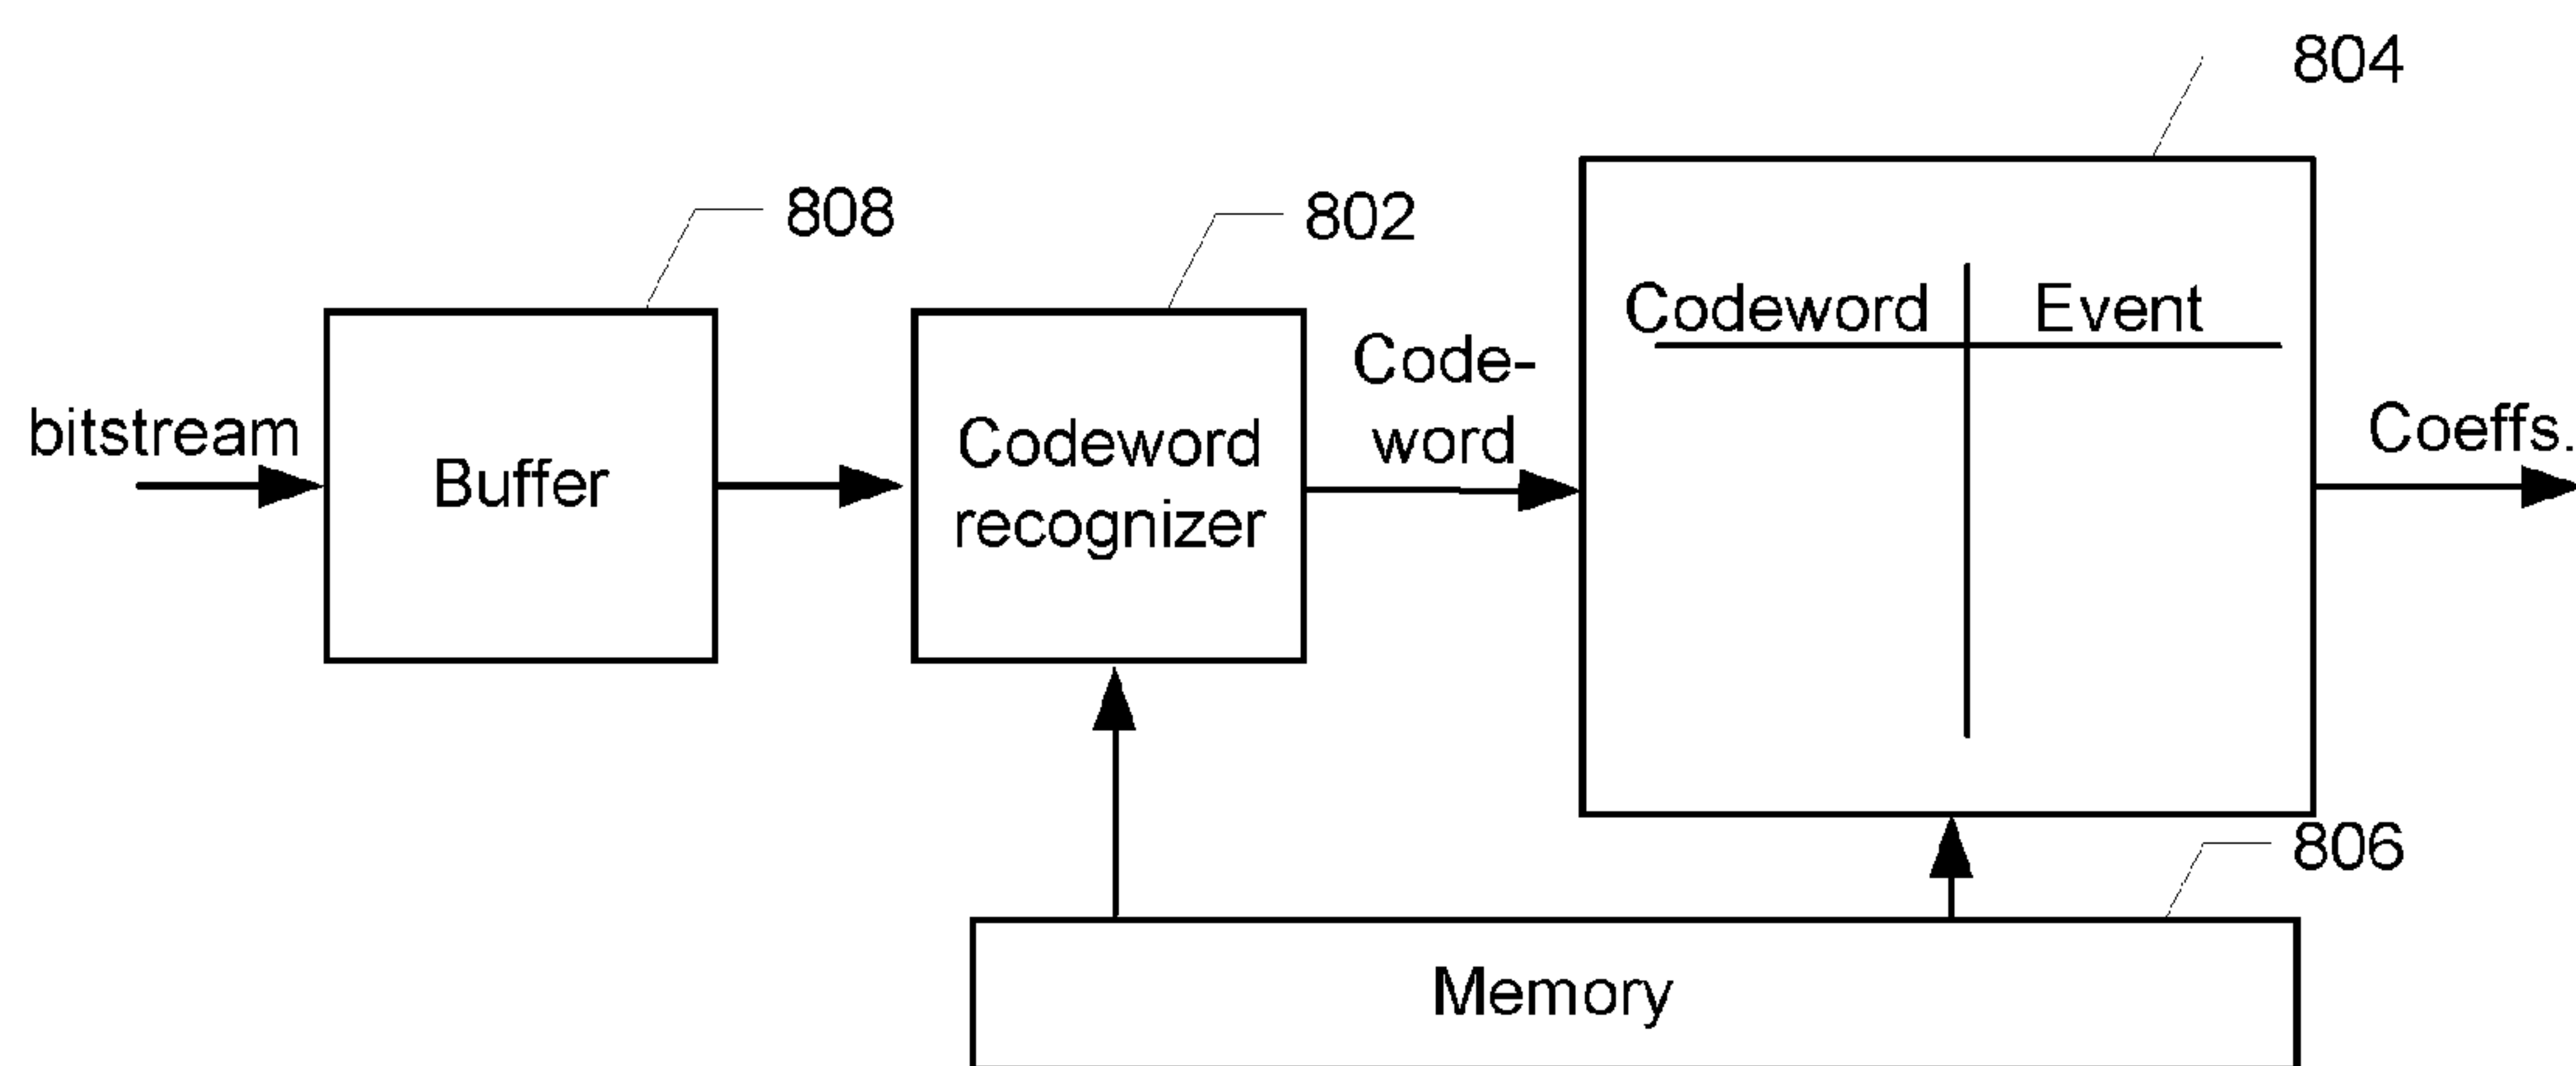 804
808
802
Codeword Event
Code-
word
bitstream
Buffer
Codeword
recognizer
Coeffs.
806
Memory